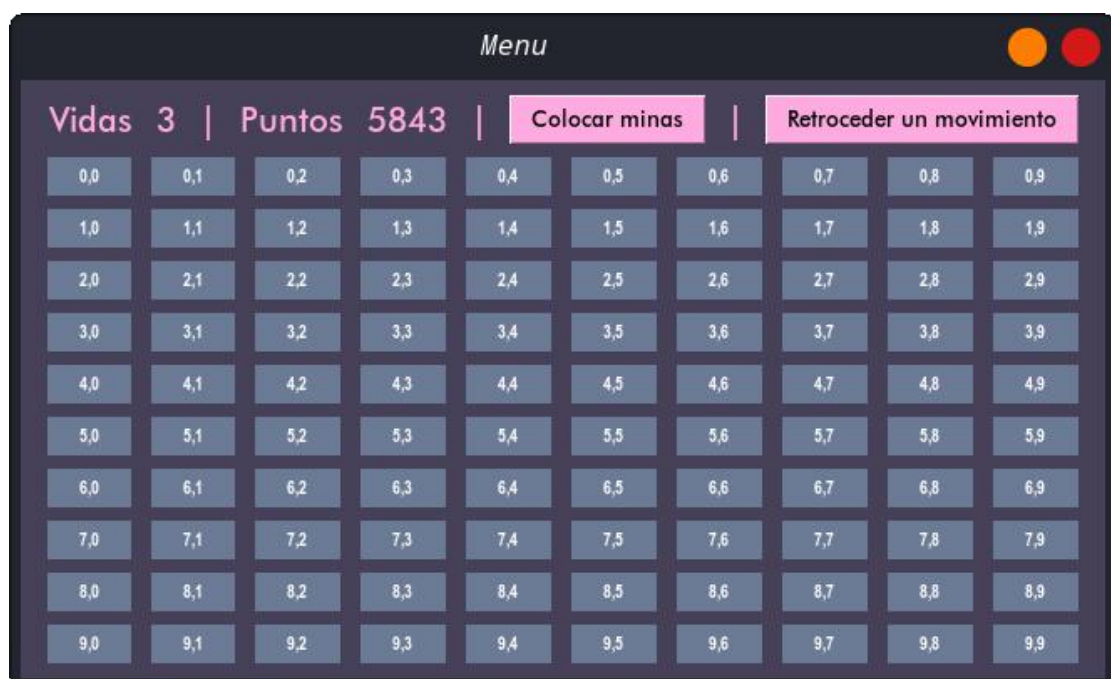 Menu
Vidas 3 | Puntos 5843 | Colocar minas | Retroceder un movimiento
0,0 0,1 0,2 0,3 0,4 0,5 0,6 0,7 0,8 0,9
1,0 1,1 1,2 1,3 1,4 1,5 1,6 1,7 1,8 1,9
2,0 2,1 2,2 2,3 2,4 2,5 2,6 2,7 2,8 2,9
3,0 3,1 3,2 3,3 3,4 3,5 3,6 3,7 3,8 3,9
4,0 4,1 4,2 4,3 4,4 4,5 4,6 4,7 4,8 4,9
5,0 5,1 5,2 5,3 5,4 5,5 5,6 5,7 5,8 5,9
6,0 6,1 6,2 6,3 6,4 6,5 6,6 6,7 6,8 6,9
7,0 7,1 7,2 7,3 7,4 7,5 7,6 7,7 7,8 7,9
8,0 8,1 8,2 8,3 8,4 8,5 8,6 8,7 8,8 8,9
9,0 9,1 9,2 9,3 9,4 9,5 9,6 9,7 9,8 9,9